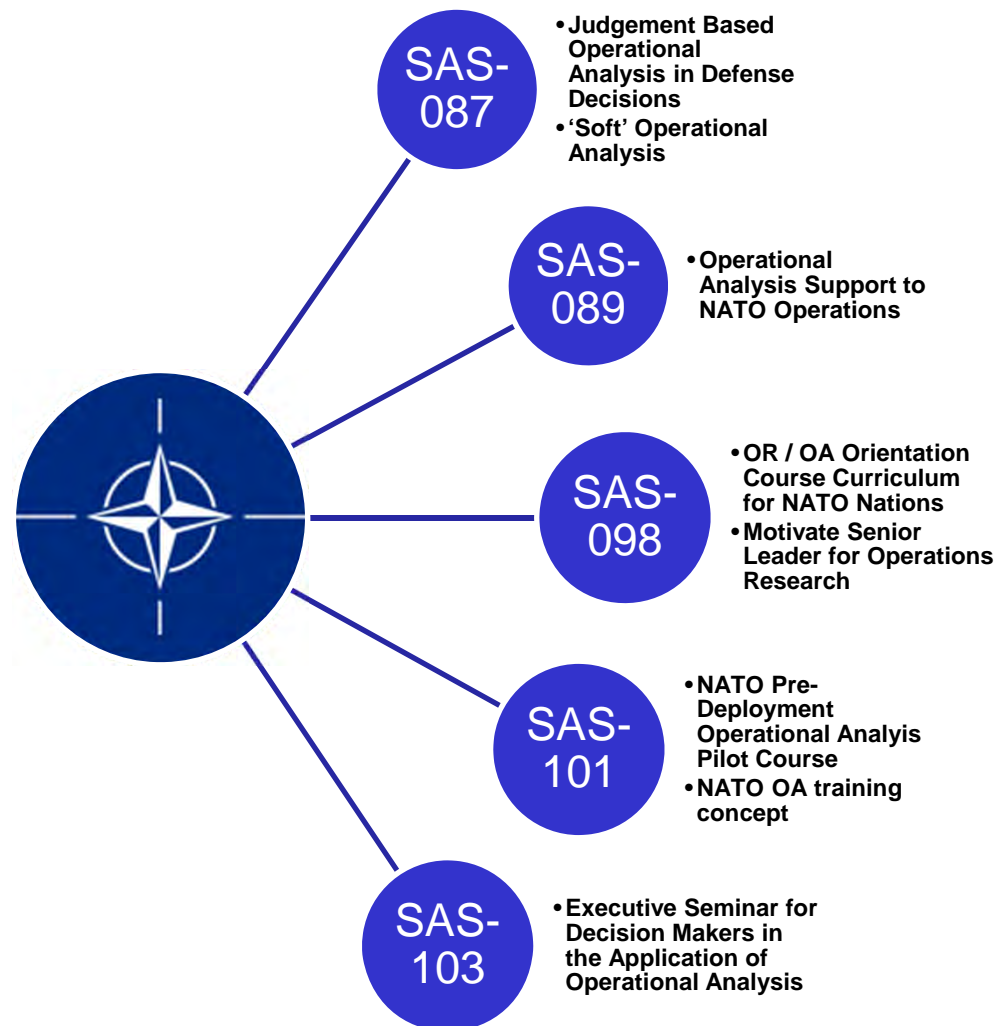 SAS-
087
•Judgement Based
Operational
Analysis in Defense
Decisions
•‘Soft’ Operational
Analysis
SAS-
089
•Operational
Analysis Support to
NATO Operations
SAS-
098
•OR / OA Orientation
Course Curriculum
for NATO Nations
•Motivate Senior
Leader for Operations
Research
SAS-
101
•NATO Pre-
Deployment
Operational Analyis
Pilot Course
•NATO OA training
concept
SAS-
103
•Executive Seminar for
Decision Makers in
the Application of
Operational Analysis